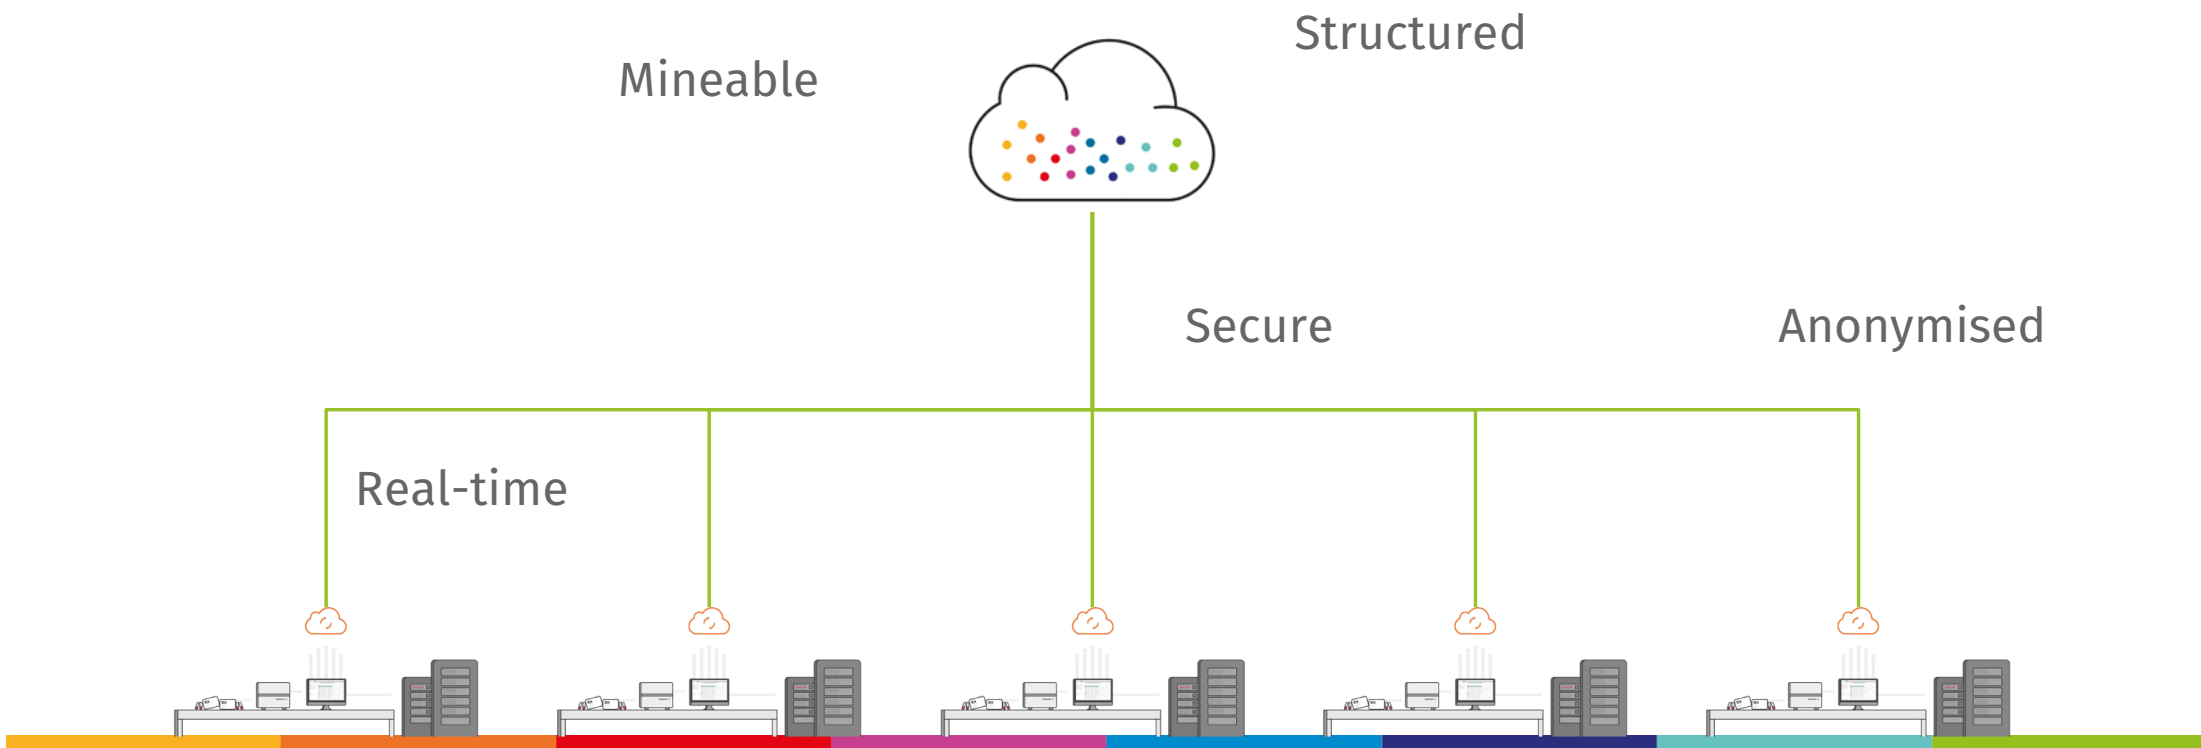 Structured
Mineable
Secure
Anonymised
Real-time